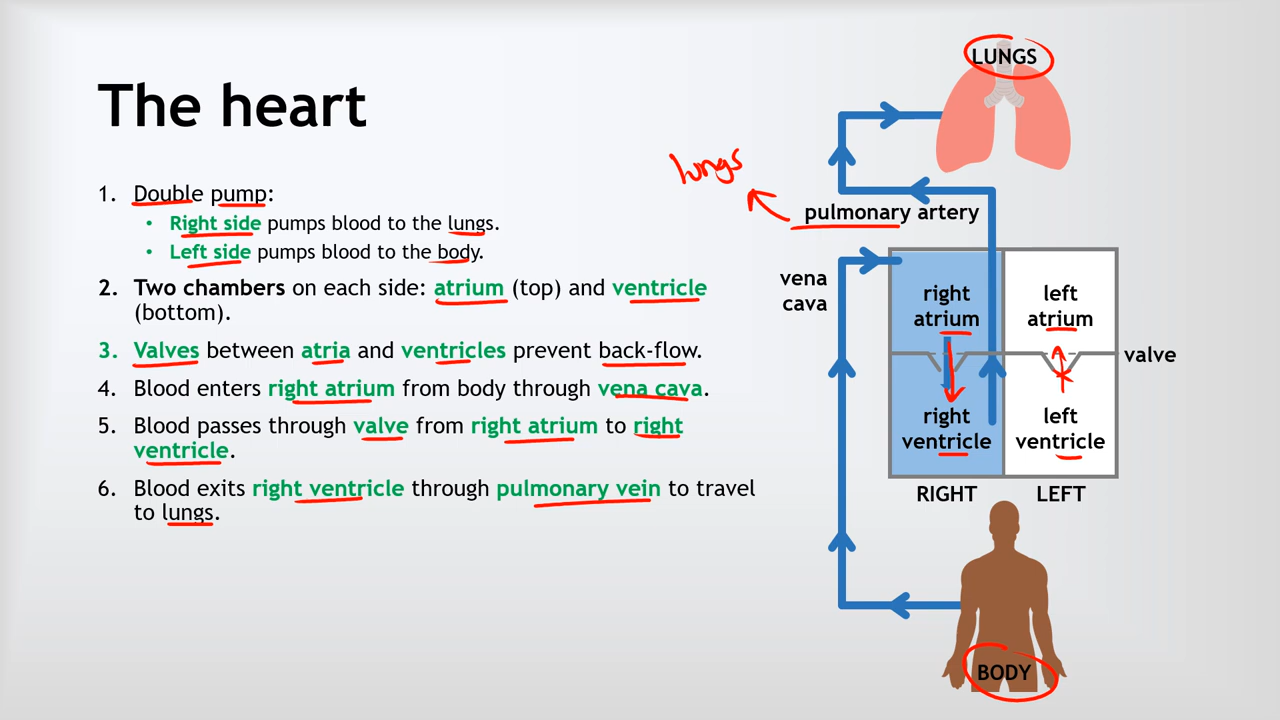 The heart
1. Double pump:
• Right side pumps blood to the lungs.
• Left side pumps blood to the body.
2. Two chambers on each side: atrium (top) and ventricle
(bottom).
3. Valves between atria and ventricles prevent back-flow.
4. Blood enters right atrium from body through vena cava.
5. Blood passes through valve from right atrium to right
ventricle.
6. Blood exits right ventricle through pulmonary vein to travel
to lungs.
LUNGS
lungs
pulmonary artery
vena
cava
right
atrium
left
atrium
valve
right
ventricle
left
ventricle
RIGHT
LEFT
BODY